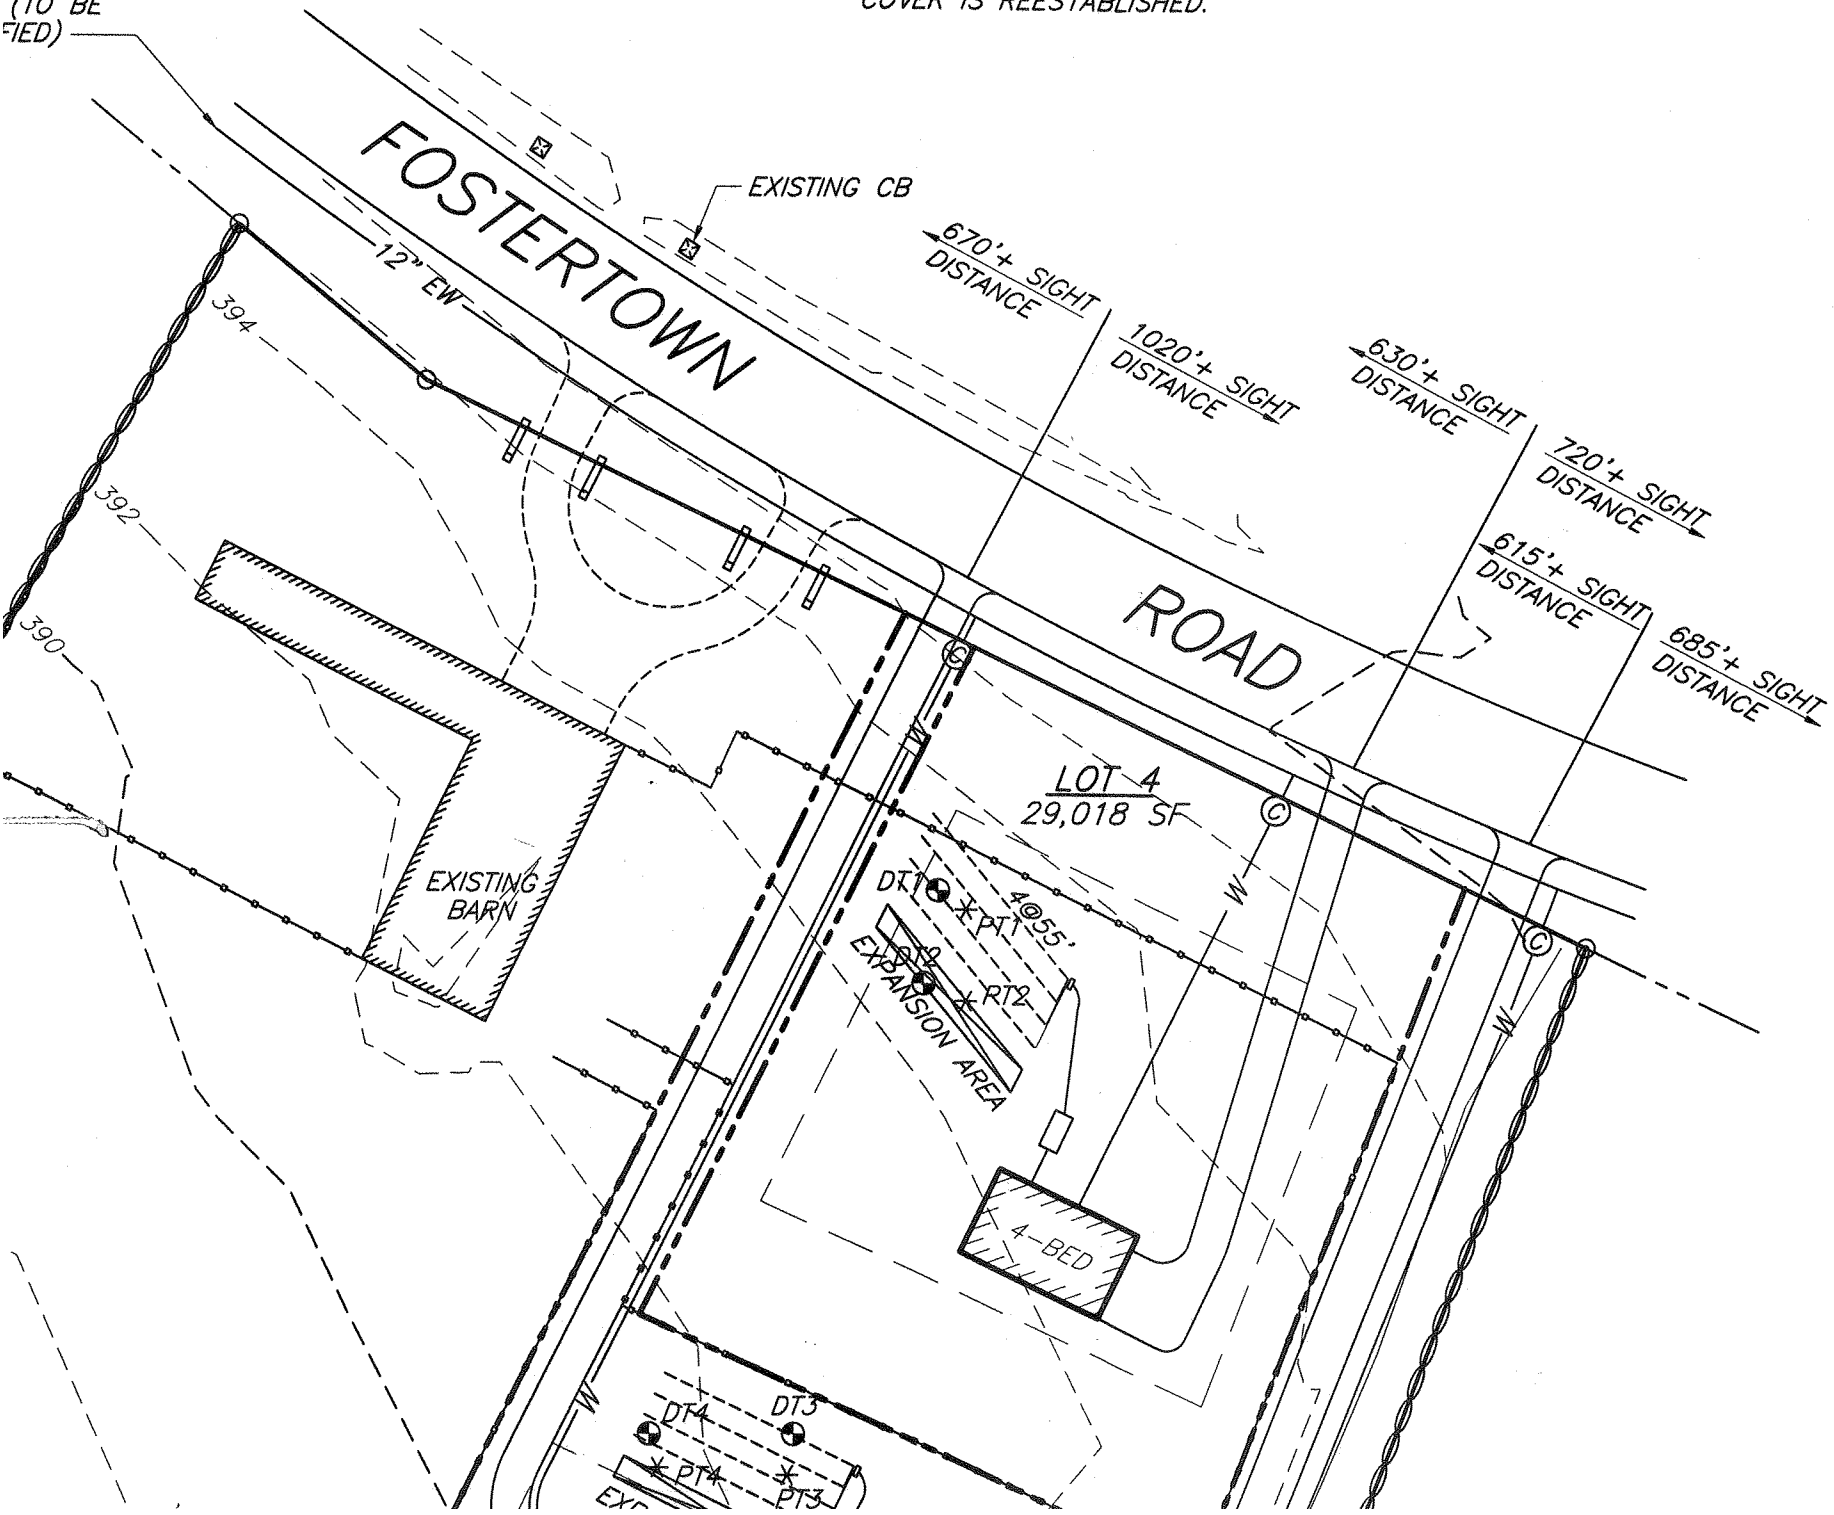 (TO BE
FIED)
COVER IS REESTABLISHED.
FOSTERTOWN
EXISTING CB
12" EW
670'+ SIGHT
DISTANCE
1020'+ SIGHT
DISTANCE
630'+ SIGHT
DISTANCE
720'+ SIGHT
DISTANCE
615'+ SIGHT
DISTANCE
685'+ SIGHT
DISTANCE
ROAD
394
392
390
C
W
LOT 4
29,018 SF
C
W
C
W
EXISTING
BARN
DT1
PT1
4@55'
DT2
PT2
EXPANSION AREA
4-BED
W
DT4
DT3
PT4
PT3